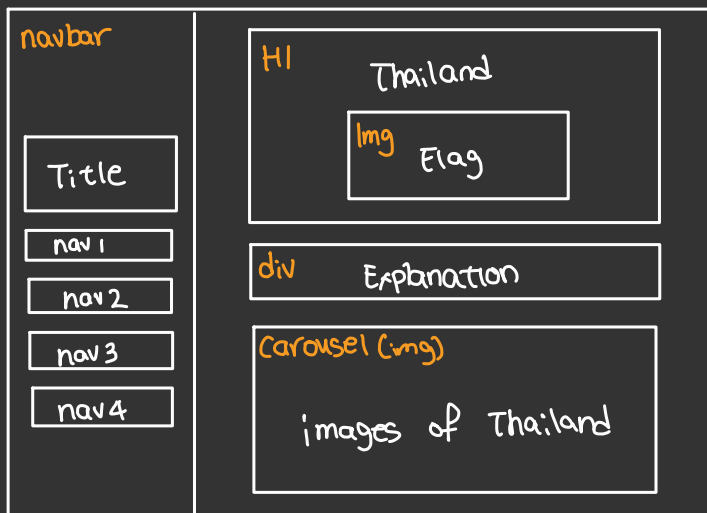 navbar
Title
nav 1
nav 2
nav 3
nav 4
H1
Thailand
Img
Flag
div
Explanation
Carousel (img)
images of Thailand